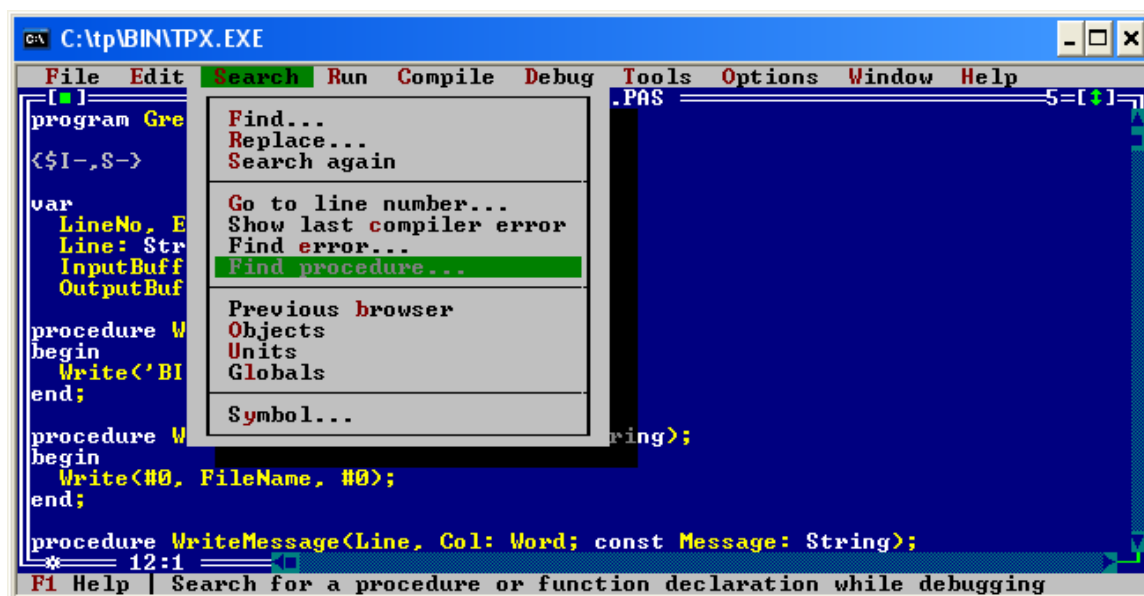 C:\tp\BIN\TPX.EXE
File Edit Search Run Compile Debug Tools Options Window Help
.PAS 5=[↕]
program Gre
{$I-,S-}
var
LineNo, E
Line: Str
InputBuff
OutputBuf
procedure W
begin
Write('BI
end;
procedure W ring);
begin
Write(#0, FileName, #0);
end;
procedure WriteMessage(Line, Col: Word; const Message: String);
12:1
Find...
Replace...
Search again
Go to line number...
Show last compiler error
Find error...
Find procedure...
Previous browser
Objects
Units
Globals
Symbol...
F1 Help | Search for a procedure or function declaration while debugging